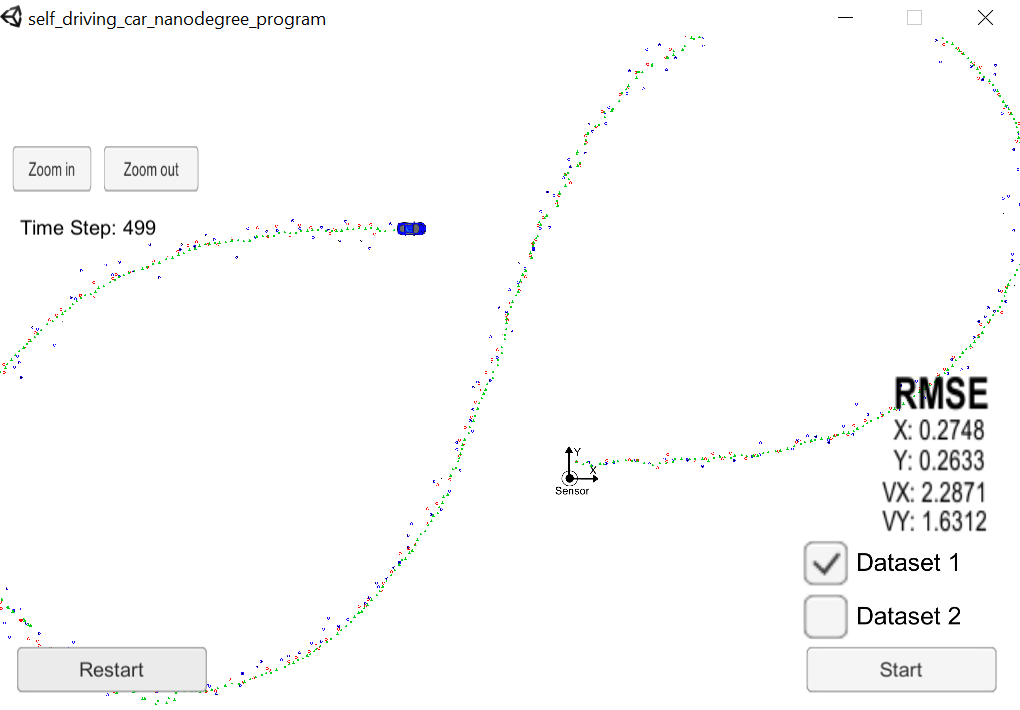 self_driving_car_nanodegree_program
Zoom in
Zoom out
Time Step: 499
RMSE
X: 0.2748
Y: 0.2633
VX: 2.2871
VY: 1.6312
Y
X
Sensor
Dataset 1
Dataset 2
Restart
Start